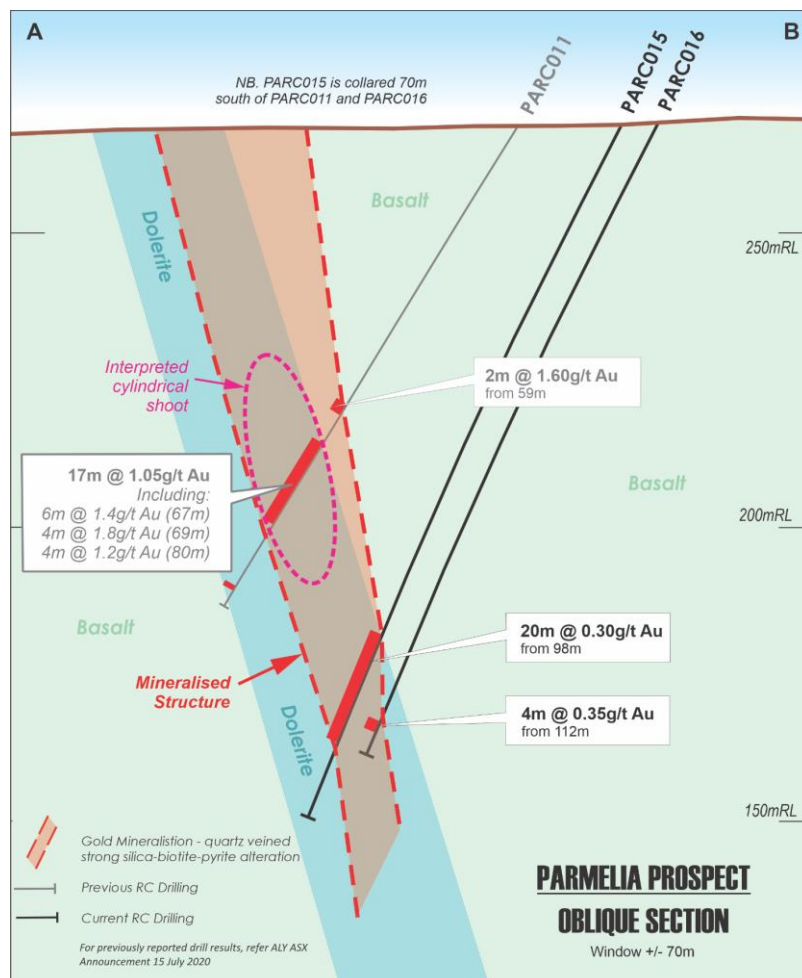 A
B
NB. PARC015 is collared 70m
south of PARC011 and PARC016
PARC011
PARC015
PARC016
Basalt
Dolerite
250mRL
Interpreted
cylindrical
shoot
2m @ 1.60g/t Au
from 59m
17m @ 1.05g/t Au
Including:
6m @ 1.4g/t Au (67m)
4m @ 1.8g/t Au (69m)
4m @ 1.2g/t Au (80m)
Basalt
200mRL
Basalt
20m @ 0.30g/t Au
from 98m
Mineralised
Structure
4m @ 0.35g/t Au
from 112m
Dolerite
150mRL
Gold Mineralistion - quartz veined
strong silica-biotite-pyrite alteration
Previous RC Drilling
Current RC Drilling
For previously reported drill results, refer ALY ASX
Announcement 15 July 2020
PARMELIA PROSPECT
OBLIQUE SECTION
Window +/- 70m